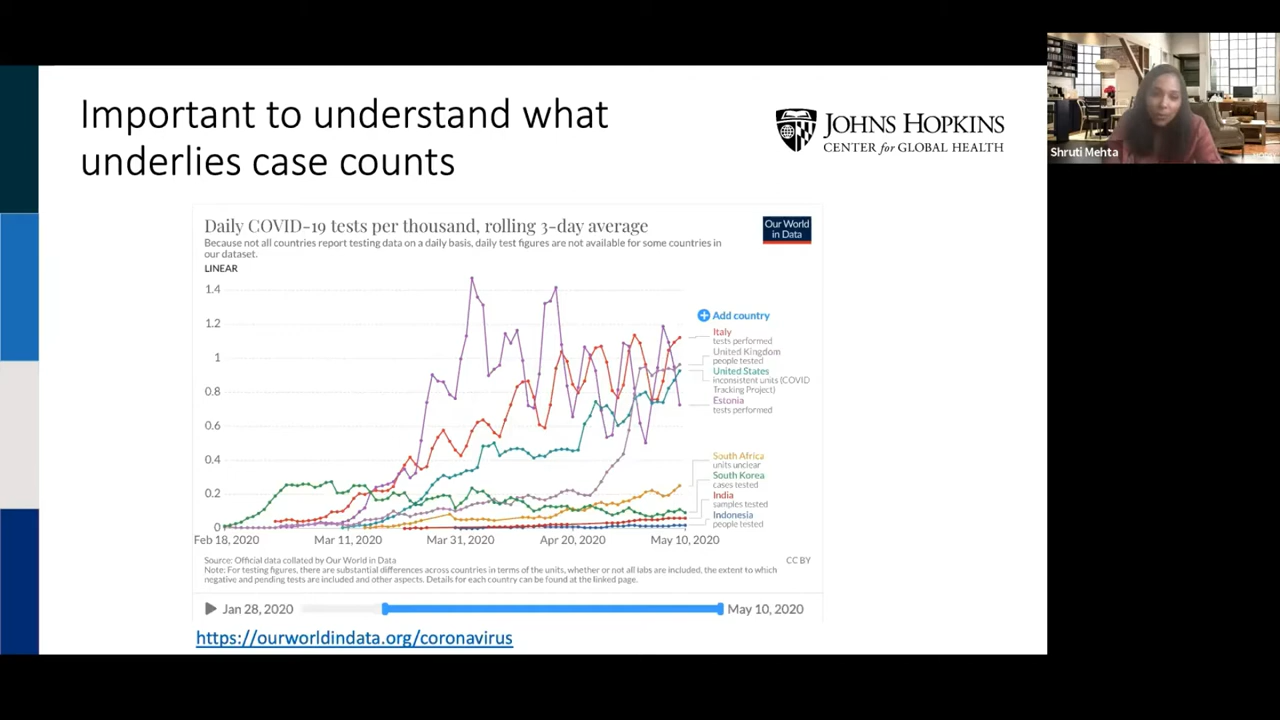 Important to understand what
underlies case counts
JOHNS HOPKINS
CENTER for GLOBAL HEALTH
Shruti Mehta
Daily COVID-19 tests per thousand, rolling 3-day average
Because not all countries report testing data on a daily basis, daily test figures are not available for some countries in
our dataset.
Our World
in Data
LINEAR
1.4
1.2
1
0.8
0.6
0.4
0.2
0
Feb 18, 2020
Mar 11, 2020
Mar 31, 2020
Apr 20, 2020
May 10, 2020
Add country
Italy
tests performed
United Kingdom
people tested
United States
inconsistent units (COVID
Tracking Project)
Estonia
tests performed
South Africa
units unclear
South Korea
cases tested
India
samples tested
Indonesia
people tested
Source: Official data collated by Our World in Data
CC BY
Note: For testing figures, there are substantial differences across countries in terms of the units, whether or not all labs are included, the extent to which
negative and pending tests are included and other aspects. Details for each country can be found at the linked page.
Jan 28, 2020
May 10, 2020
https://ourworldindata.org/coronavirus